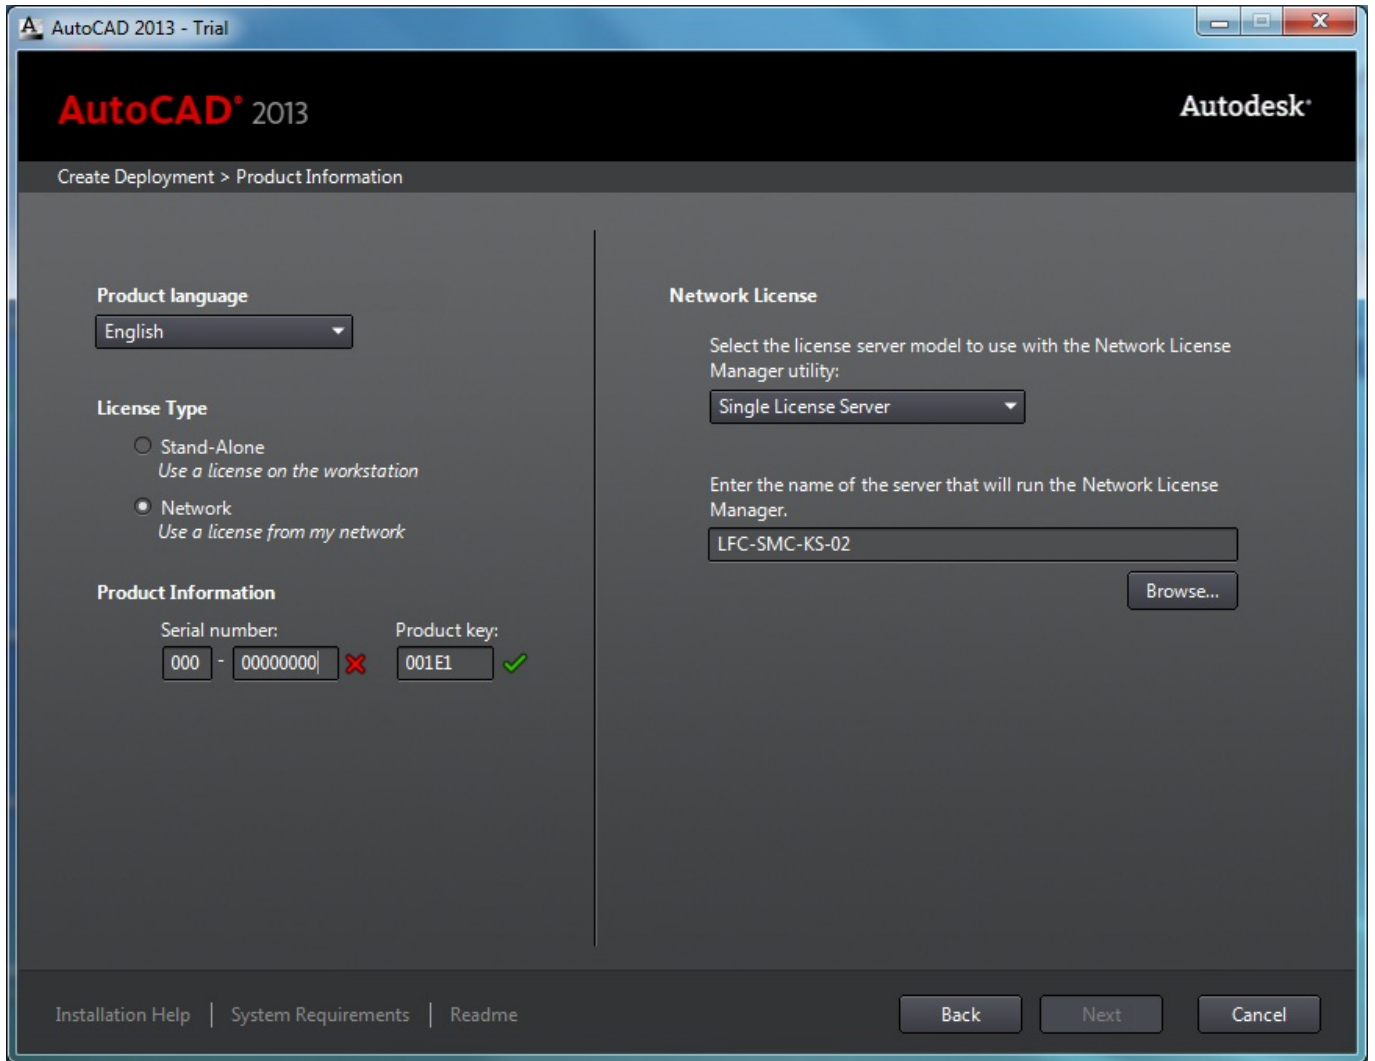 AutoCAD 2013 - Trial
AutoCAD® 2013
Autodesk®
Create Deployment > Product Information
Product language
English
License Type
Stand-Alone
Use a license on the workstation
Network
Use a license from my network
Product Information
Serial number: Product key:
000 - 00000000 001E1
Network License
Select the license server model to use with the Network License
Manager utility:
Single License Server
Enter the name of the server that will run the Network License
Manager.
LFC-SMC-KS-02
Browse...
Installation Help | System Requirements | Readme
Back Next Cancel